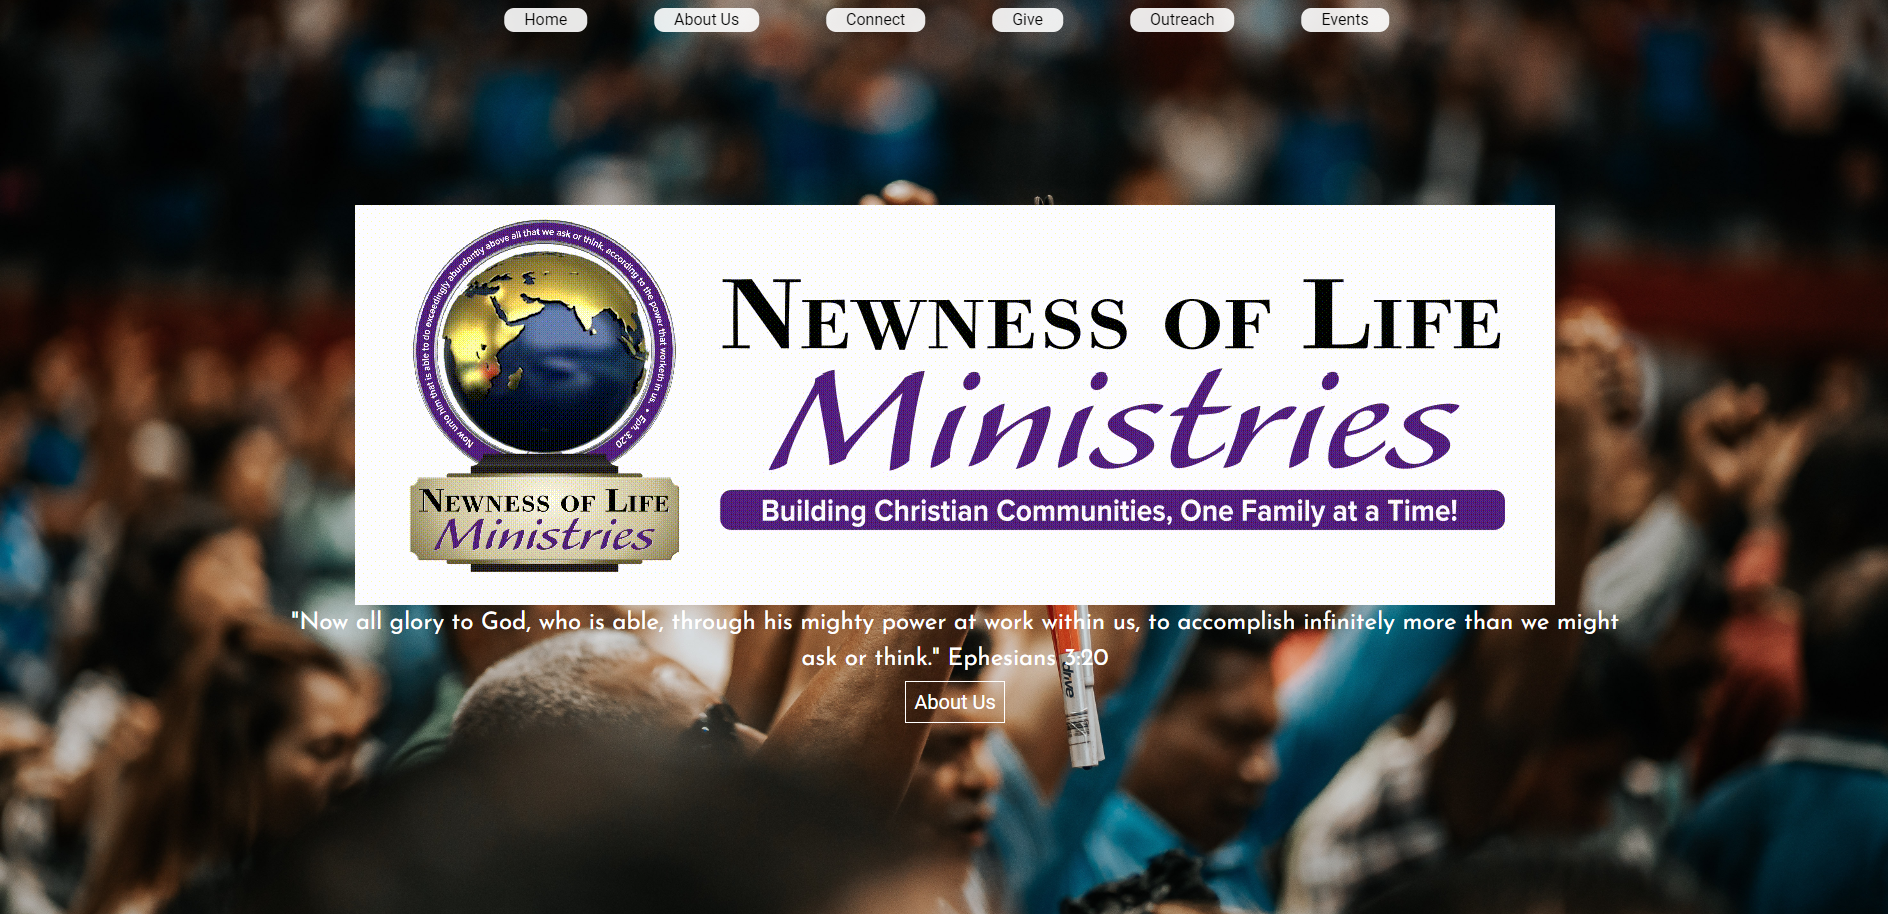 Home
About Us
Connect
Give
Outreach
Events
Now unto him that is able to do exceedingly abundantly above all that we ask or think, according to the power that worketh in us. • Eph. 3:20
NEWNESS OF LIFE
Ministries
NEWNESS OF LIFE
Ministries
Building Christian Communities, One Family at a Time!
"Now all glory to God, who is able, through his mighty power at work within us, to accomplish infinitely more than we might
ask or think." Ephesians 3:20
About Us